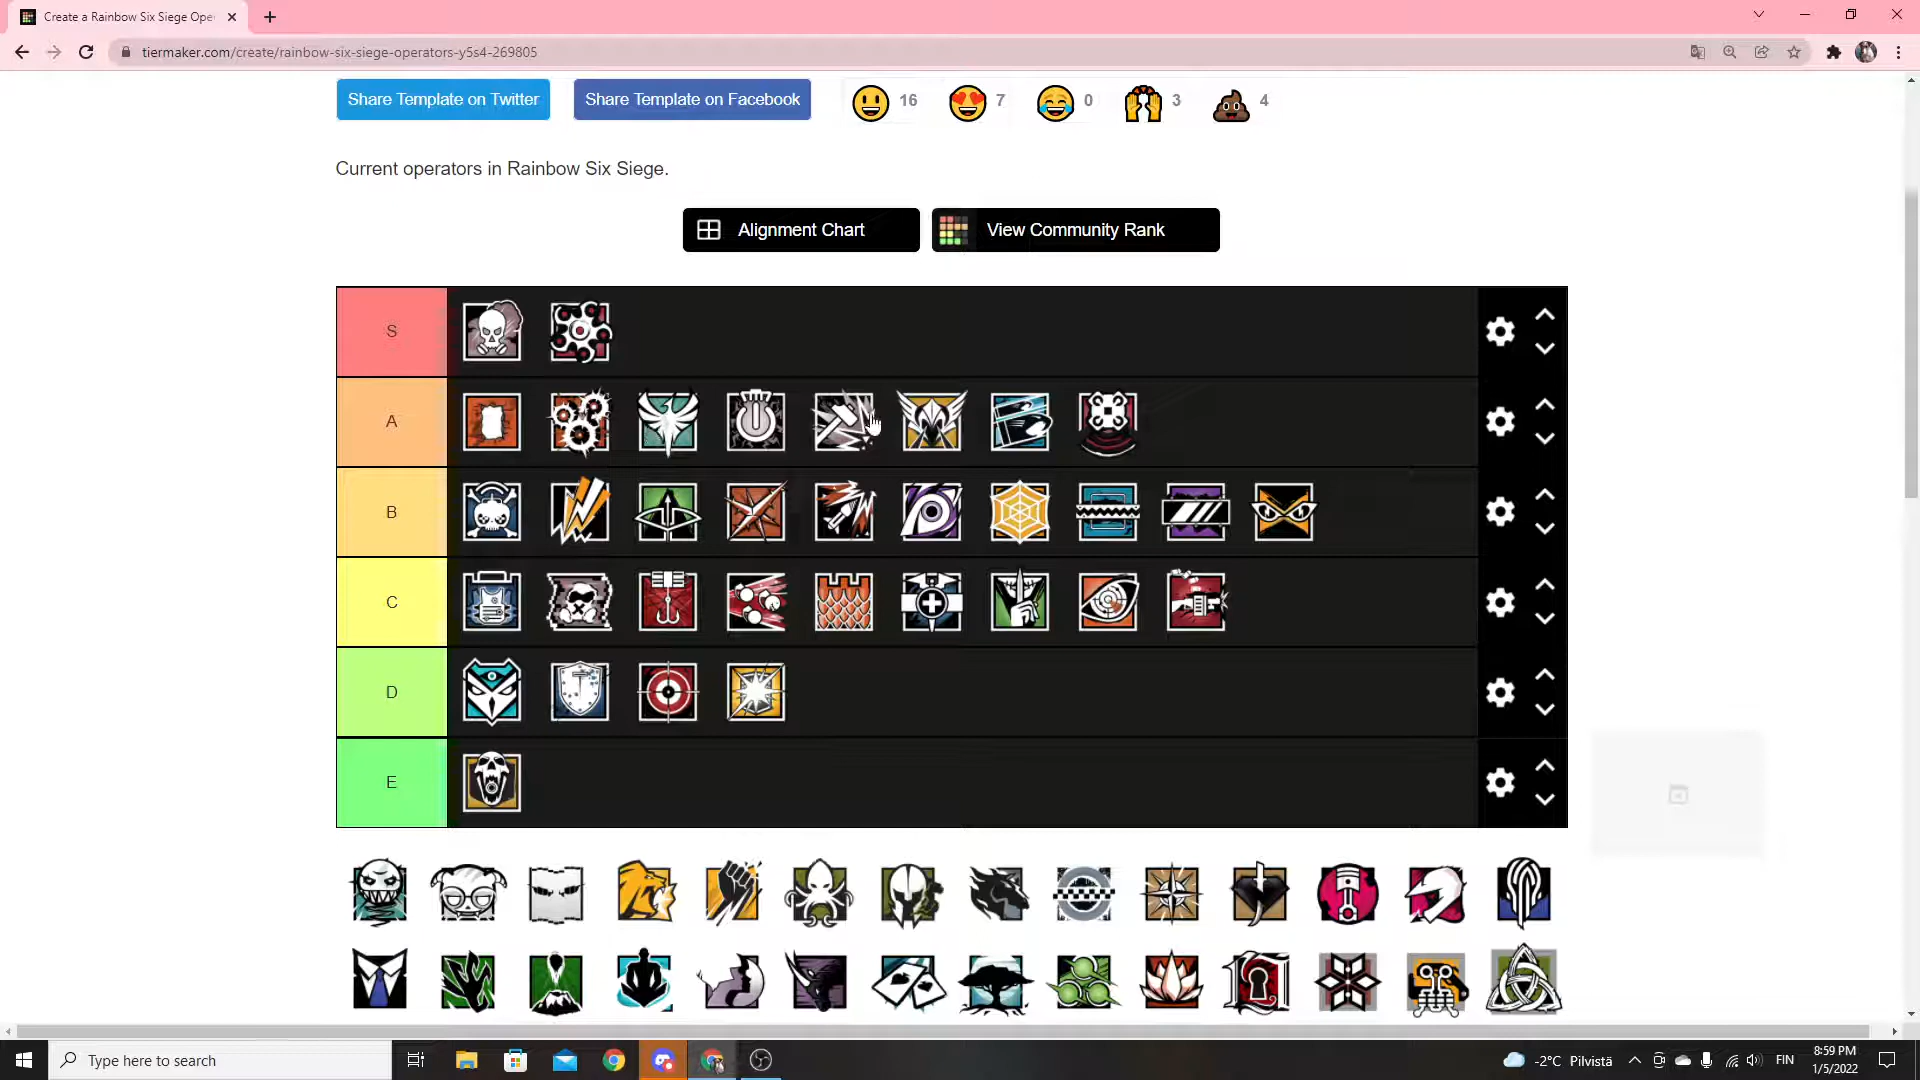 Create a Rainbow Six Siege Ope
tiermaker.com/create/rainbow-six-siege-operators-y5s4-269805
Share Template on Twitter
Share Template on Facebook
16
7
0
3
4
Current operators in Rainbow Six Siege.
Alignment Chart
View Community Rank
S
A
B
C
D
E
Type here to search
-2°C Pilvistä
FIN
8:59 PM
1/5/2022